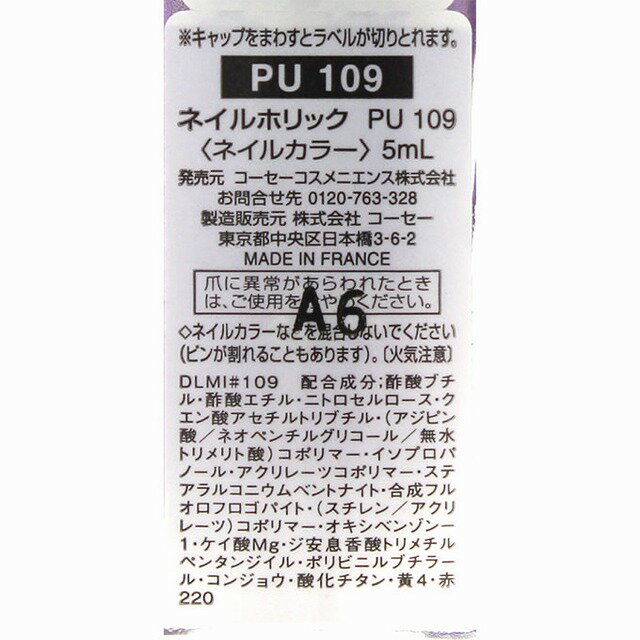 ※キャップをまわすとラベルが切りとれます。
PU 109
ネイルホリック PU 109
〈ネイルカラー〉5mL
発売元 コーセーコスメニエンス株式会社
お問合せ先 0120-763-328
製造販売元 株式会社 コーセー
東京都中央区日本橋3-6-2
MADE IN FRANCE
爪に異常があらわれたとき
は、ご使用をおやめください。
A6
◇ネイルカラーなどを混合しないでください
(ビンが割れることもあります)。〔火気注意〕
DLMI#109 配合成分;酢酸ブチ
ル・酢酸エチル・ニトロセルロース・ク
エン酸アセチルトリブチル・(アジピン
酸／ネオペンチルグリコール／無水
トリメリト酸)コポリマー・イソプロパ
ノール・アクリレーツコポリマー・ステ
アラルコニウムベントナイト・合成フル
オロフロゴパイト・(スチレン／アクリ
レーツ)コポリマー・オキシベンゾン-
1・ケイ酸Mg・ジ安息香酸トリメチル
ペンタンジイル・ポリビニルブチラー
ル・コンジョウ・酸化チタン・黄4・赤
220